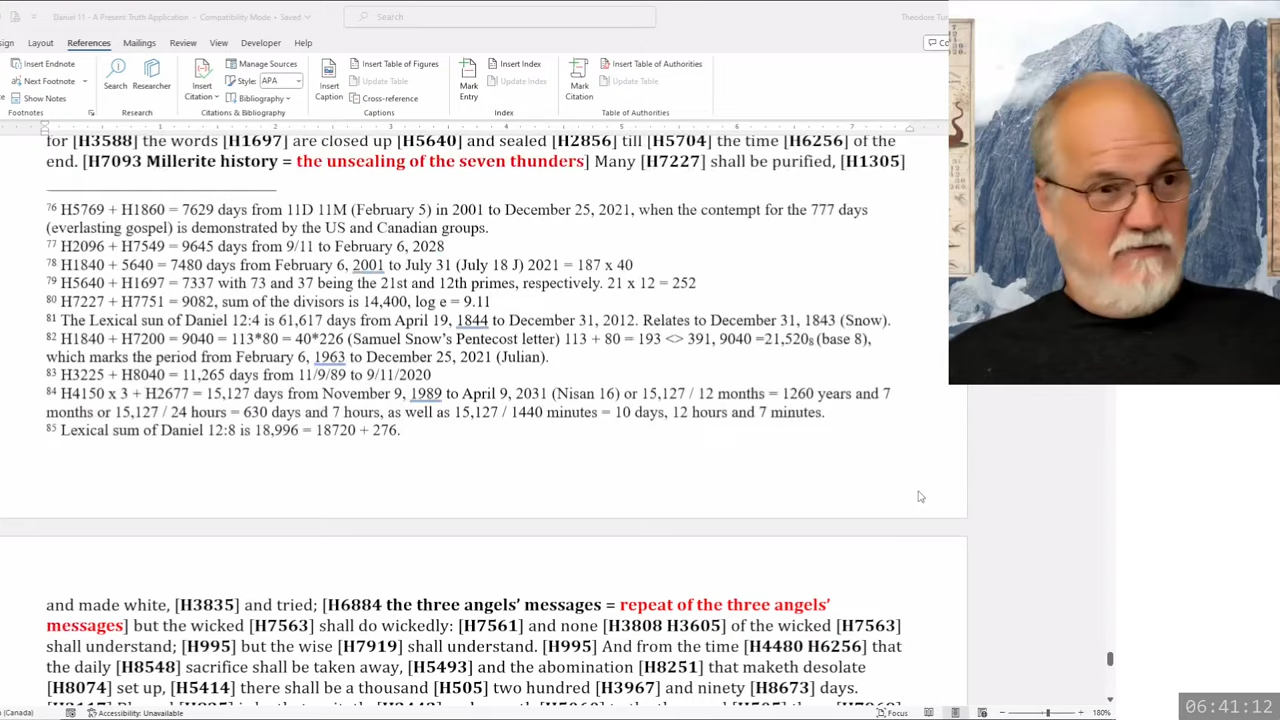 Daniel 11 - A Present Truth Application - Compatibility Mode • Saved
Search
Theodore Tur
sign Layout References Mailings Review View Developer Help
Co
Insert Endnote
Next Footnote
Show Notes
Footnotes
Search
Researcher
Research
Insert Citation
Manage Sources
Style: APA
Bibliography
Citations & Bibliography
Insert Caption
Insert Table of Figures
Update Table
Cross-reference
Captions
Mark Entry
Insert Index
Update Index
Index
Mark Citation
Insert Table of Authorities
Update Table
Table of Authorities
for [H3588] the words [H1697] are closed up [H5640] and sealed [H2856] till [H5704] the time [H6256] of the
end. [H7093 Millerite history = the unsealing of the seven thunders] Many [H7227] shall be purified, [H1305]
76 H5769 + H1860 = 7629 days from 11D 11M (February 5) in 2001 to December 25, 2021, when the contempt for the 777 days
(everlasting gospel) is demonstrated by the US and Canadian groups.
77 H2096 + H7549 = 9645 days from 9/11 to February 6, 2028
78 H1840 + 5640 = 7480 days from February 6, 2001 to July 31 (July 18 J) 2021 = 187 x 40
79 H5640 + H1697 = 7337 with 73 and 37 being the 21st and 12th primes, respectively. 21 x 12 = 252
80 H7227 + H7751 = 9082, sum of the divisors is 14,400, log e = 9.11
81 The Lexical sun of Daniel 12:4 is 61,617 days from April 19, 1844 to December 31, 2012. Relates to December 31, 1843 (Snow).
82 H1840 + H7200 = 9040 = 113*80 = 40*226 (Samuel Snow's Pentecost letter) 113 + 80 = 193 <> 391, 9040 =21,5208 (base 8),
which marks the period from February 6, 1963 to December 25, 2021 (Julian).
83 H3225 + H8040 = 11,265 days from 11/9/89 to 9/11/2020
84 H4150 x 3 + H2677 = 15,127 days from November 9, 1989 to April 9, 2031 (Nisan 16) or 15,127 / 12 months = 1260 years and 7
months or 15,127 / 24 hours = 630 days and 7 hours, as well as 15,127 / 1440 minutes = 10 days, 12 hours and 7 minutes.
85 Lexical sum of Daniel 12:8 is 18,996 = 18720 + 276.
and made white, [H3835] and tried; [H6884 the three angels' messages = repeat of the three angels'
messages] but the wicked [H7563] shall do wickedly: [H7561] and none [H3808 H3605] of the wicked [H7563]
shall understand; [H995] but the wise [H7919] shall understand. [H995] And from the time [H4480 H6256] that
the daily [H8548] sacrifice shall be taken away, [H5493] and the abomination [H8251] that maketh desolate
[H8074] set up, [H5414] there shall be a thousand [H505] two hundred [H3967] and ninety [H8673] days.
(Canada) Accessibility: Unavailable
Focus
180%
06:41:12